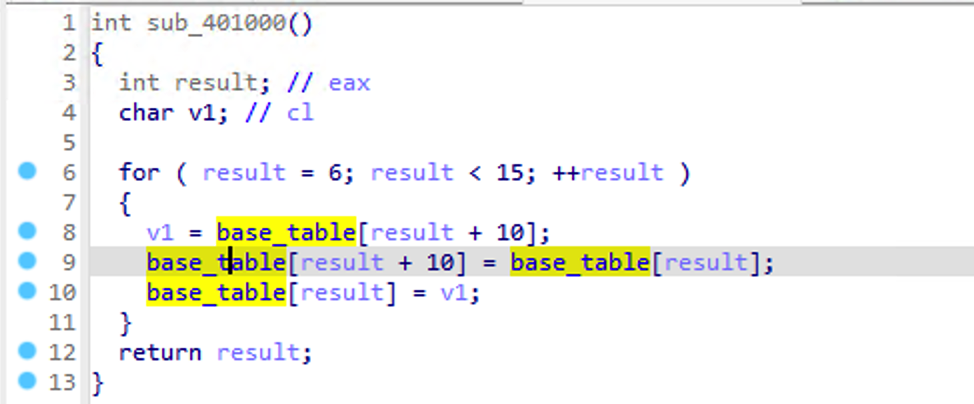 1 int sub_401000()
2 {
3   int result; // eax
4   char v1; // cl
5
6   for ( result = 6; result < 15; ++result )
7   {
8     v1 = base_table[result + 10];
9     base_table[result + 10] = base_table[result];
10     base_table[result] = v1;
11   }
12   return result;
13 }